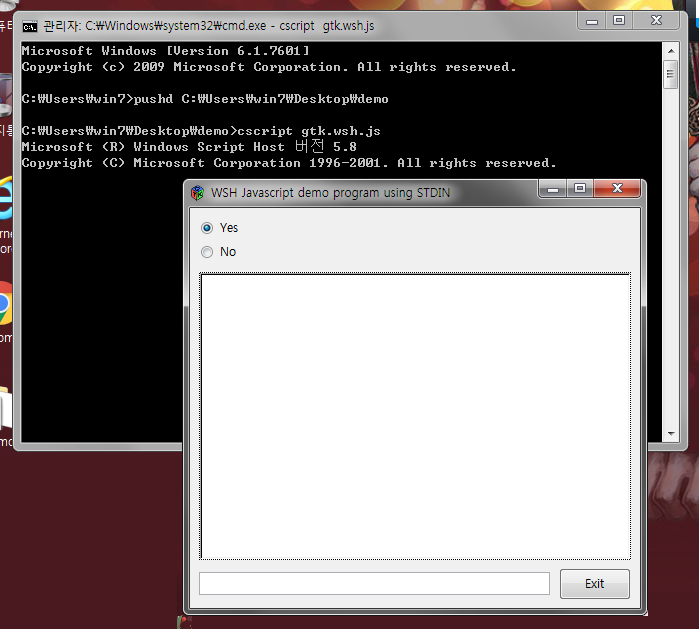 관리자: C:₩Windows₩system32₩cmd.exe - cscript  gtk.wsh.js
Microsoft Windows [Version 6.1.7601]
Copyright (c) 2009 Microsoft Corporation. All rights reserved.
C:₩Users₩win7>pushd C:₩Users₩win7₩Desktop₩demo
C:₩Users₩win7₩Desktop₩demo>cscript gtk.wsh.js
Microsoft (R) Windows Script Host 버전 5.8
Copyright (C) Microsoft Corporation 1996-2001. All rights reserved.
WSH Javascript demo program using STDIN
Yes
No
Exit